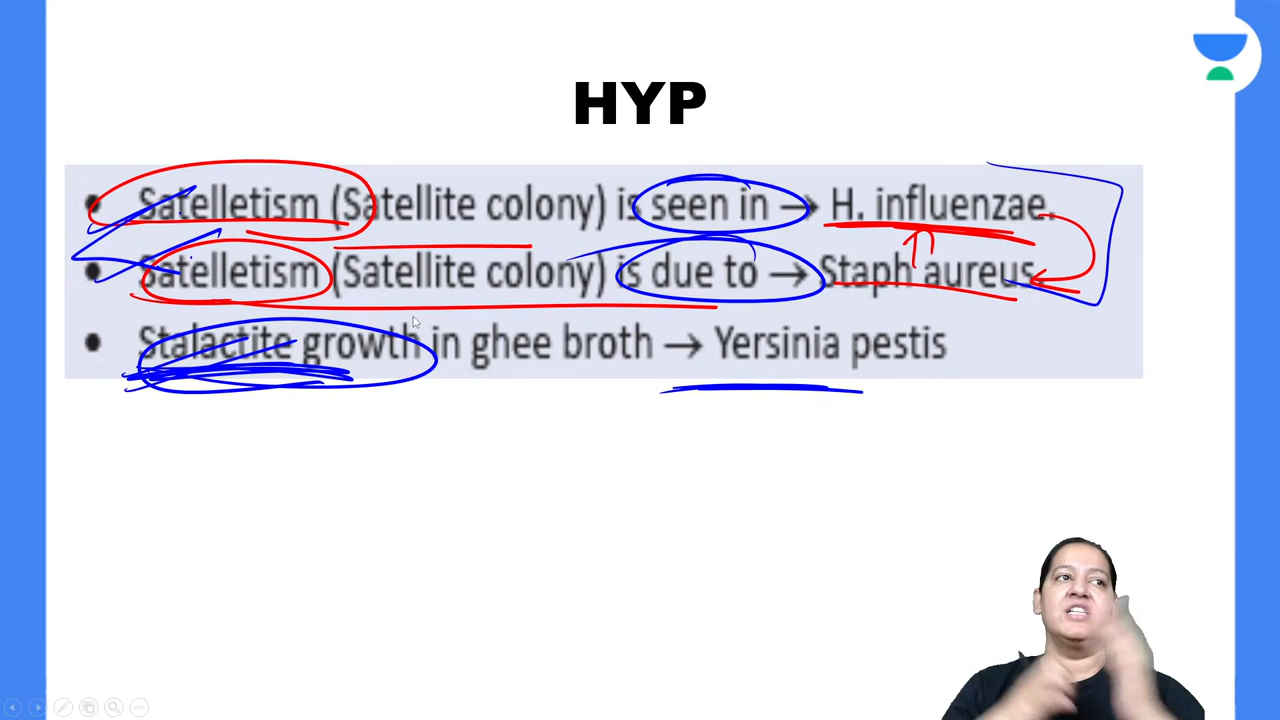 HYP
• Satelletism (Satellite colony) is seen in → H. influenzae.
• Satelletism (Satellite colony) is due to → Staph aureus
• Stalactite growth in ghee broth → Yersinia pestis